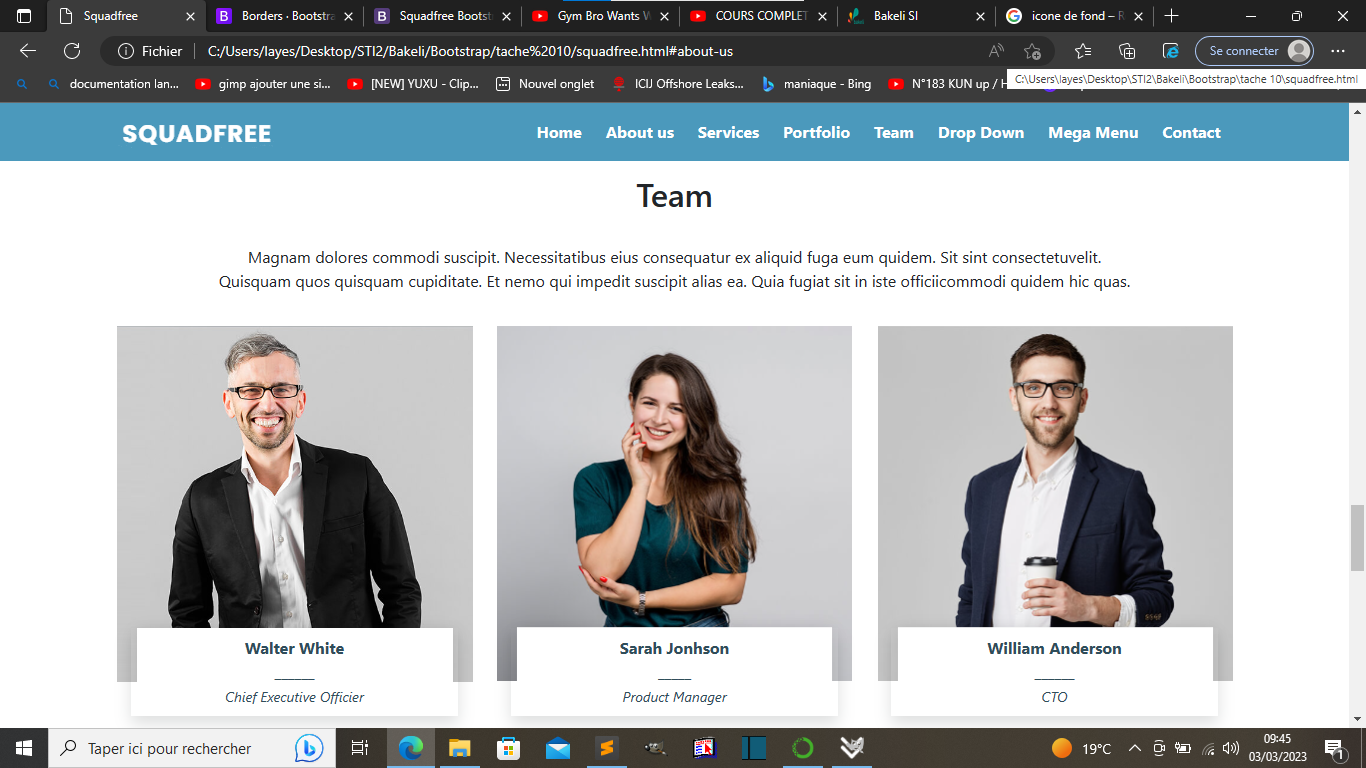 Squadfree
Borders · Bootstra
Squadfree Bootst
Gym Bro Wants W
COURS COMPLET
Bakeli SI
icone de fond – R
Fichier
C:/Users/layes/Desktop/STI2/Bakeli/Bootstrap/tache%2010/squadfree.html#about-us
Se connecter
documentation lan...
gimp ajouter une si...
[NEW] YUXU - Clip...
Nouvel onglet
ICIJ Offshore Leaks...
maniaque - Bing
N°183 KUN up / H
C:\Users\layes\Desktop\STI2\Bakeli\Bootstrap\tache 10\squadfree.html
SQUADFREE
Home
About us
Services
Portfolio
Team
Drop Down
Mega Menu
Contact
Team
Magnam dolores commodi suscipit. Necessitatibus eius consequatur ex aliquid fuga eum quidem. Sit sint consectetuvelit.
Quisquam quos quisquam cupiditate. Et nemo qui impedit suscipit alias ea. Quia fugiat sit in iste officiicommodi quidem hic quas.
Walter White
Chief Executive Officier
Sarah Jonhson
Product Manager
William Anderson
CTO
Taper ici pour rechercher
19°C
09:45
03/03/2023
1